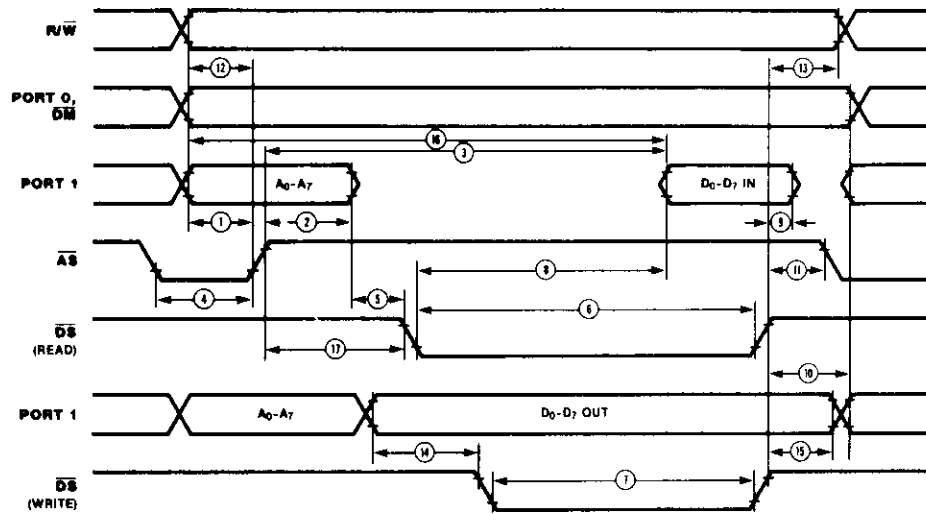 R/W̅
12
13
PORT 0,
D̅M̅
16
3
PORT 1
A₀-A₇
D₀-D₇ IN
1
2
9
A̅S̅
8
11
4
5
6
D̅S̅
(READ)
17
10
PORT 1
A₀-A₇
D₀-D₇ OUT
14
15
7
D̅S̅
(WRITE)